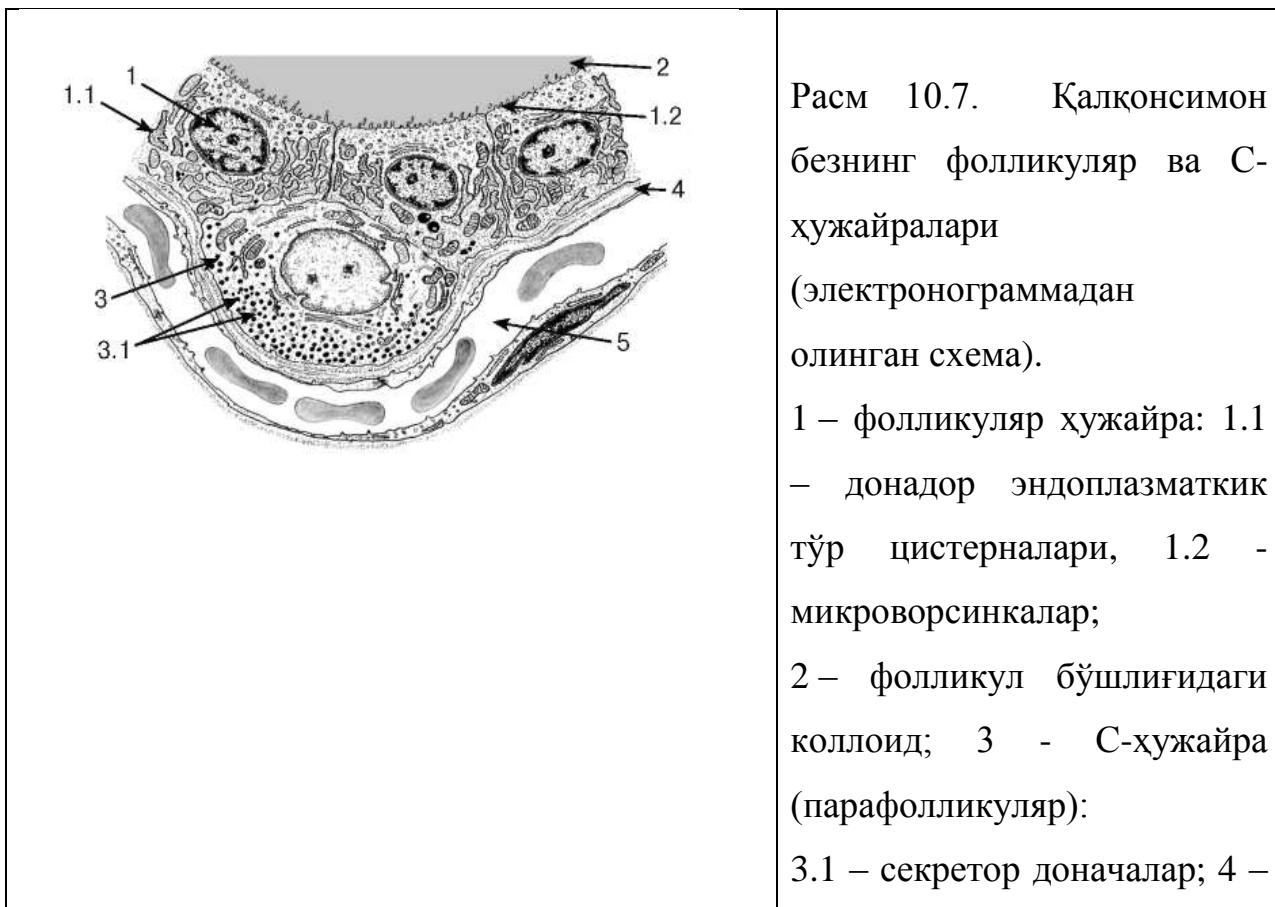 1
1.1
2
1.2
4
3
3.1
5
Расм 10.7. Қалқонсимон
безнинг фолликуляр ва С-
ҳужайралари
(электронограммадан
олинган схема).
1 – фолликуляр ҳужайра: 1.1
– донадор эндоплазматкик
тўр цистерналари, 1.2 -
микроворсинкалар;
2 – фолликул бўшлиғидаги
коллоид; 3 - С-ҳужайра
(парафолликуляр):
3.1 – секретор доначалар; 4 –